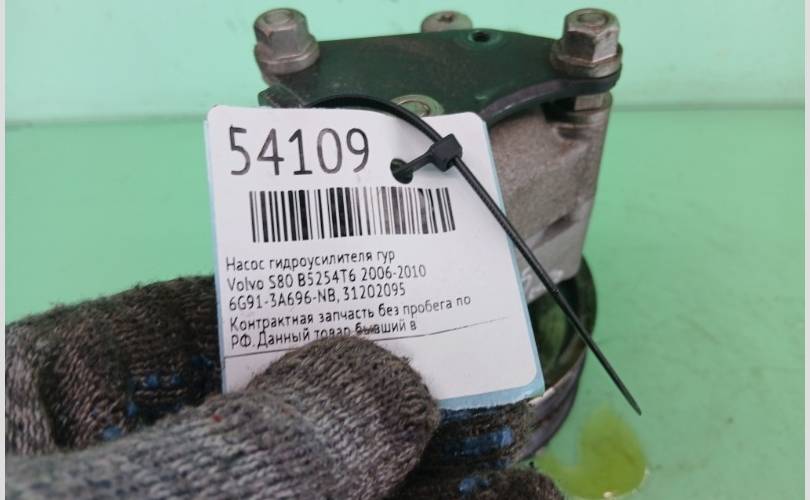 54109
Насос гидроусилителя гур
Volvo S80 B5254T6 2006-2010
6G91-3A696-NB, 31202095
Контрактная запчасть без пробега по
РФ. Данный товар бывший в